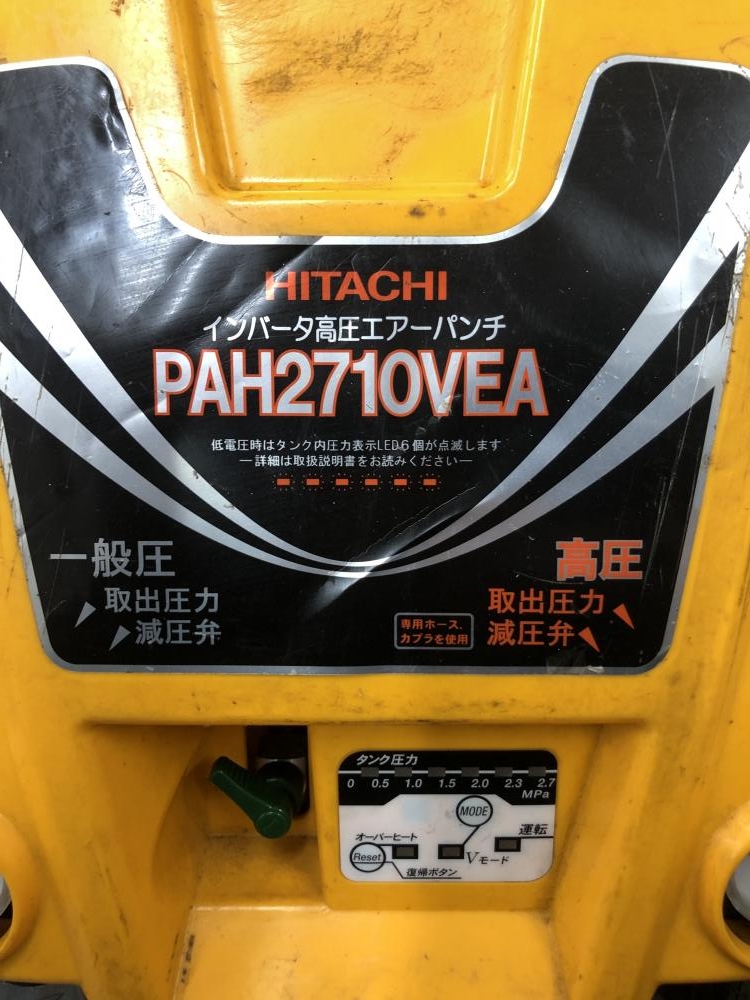 HITACHI
インバータ高圧エアーパンチ
PAH2710VEA
低電圧時はタンク内圧力表示LED6個が点滅します
―詳細は取扱説明書をお読みください―
一般圧
取出圧力
減圧弁
高圧
取出圧力
減圧弁
専用ホース、
カプラを使用
タンク圧力
0 0.5 1.0 1.5 2.0 2.3 2.7
MPa
MODE
オーバーヒート
運転
Reset
Vモード
復帰ボタン